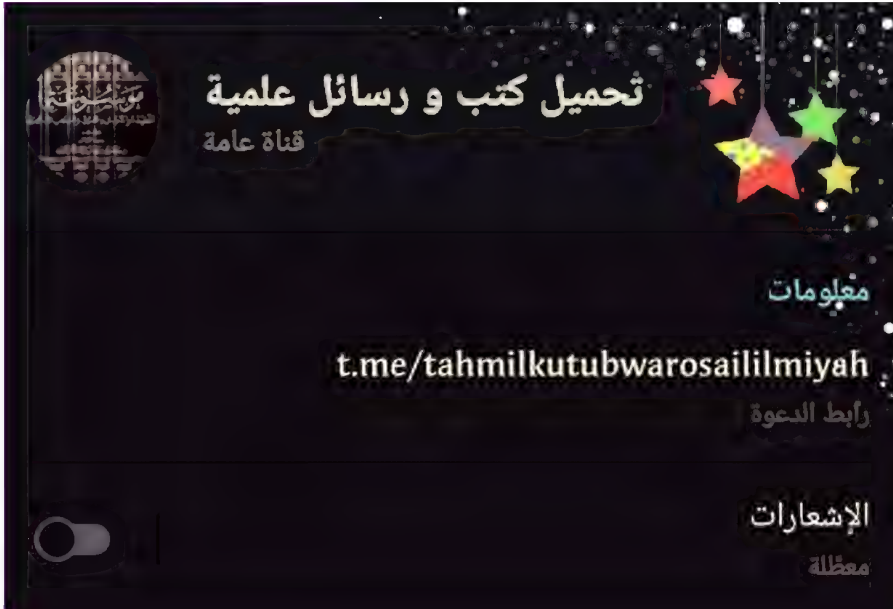 تحميل كتب و رسائل علمية
قناة عامة
معلومات
t.me/tahmilkutubwarosaililmiyah
رابط الدعوة
الإشعارات
معطلة